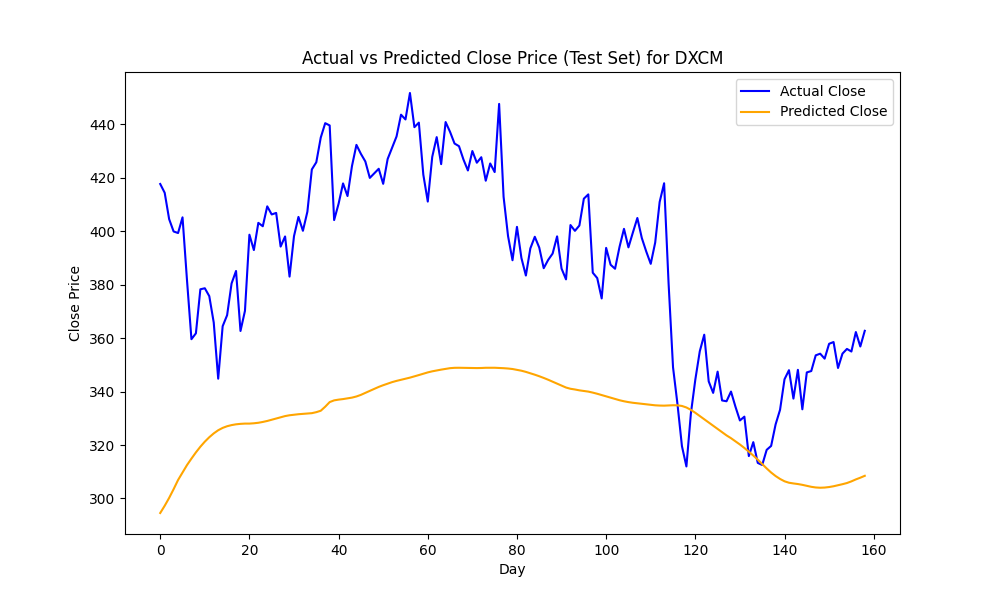 Actual vs Predicted Close Price (Test Set) for DXCM
Actual Close
Predicted Close
Close Price
440
420
400
380
360
340
320
300
0 20 40 60 80 100 120 140 160
Day